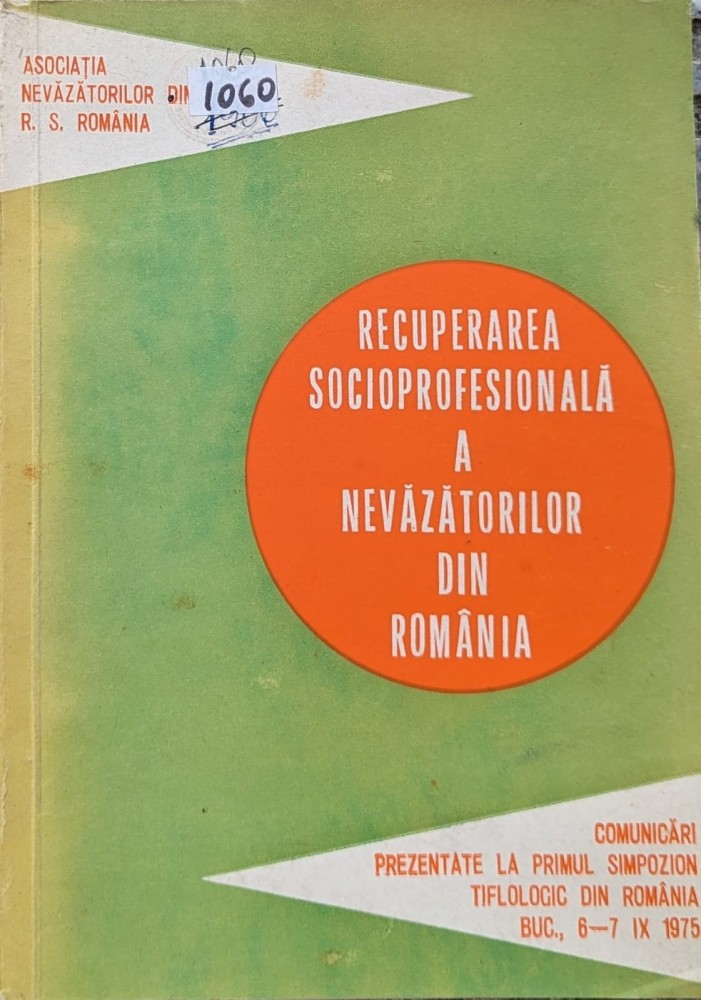 ASOCIAȚIA
NEVĂZĂTORILOR DIN
R. S. ROMÂNIA
1060
1060
RECUPERAREA
SOCIOPROFESIONALĂ
A
NEVĂZĂTORILOR
DIN
ROMÂNIA
COMUNICĂRI
PREZENTATE LA PRIMUL SIMPOZION
TIFLOLOGIC DIN ROMÂNIA
BUC., 6—7 IX 1975